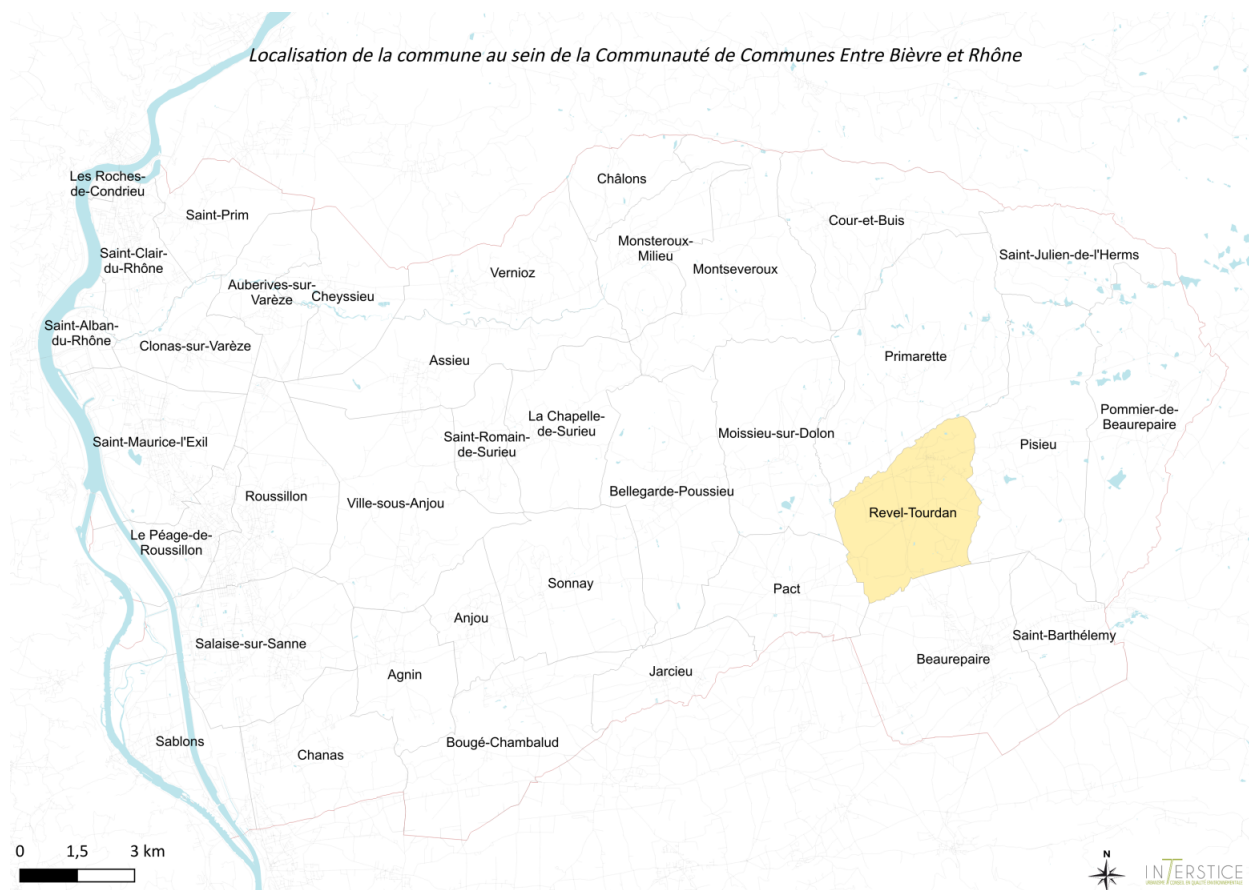 Localisation de la commune au sein de la Communauté de Communes Entre Bièvre et Rhône
Les Roches-
de-Condrieu
Châlons
Saint-Prim
Cour-et-Buis
Saint-Clair-
du-Rhône
Monsteroux-
Milieu
Montseveroux
Saint-Julien-de-l'Herms
Vernioz
Auberives-sur-
Varèze
Cheyssieu
Saint-Alban-
du-Rhône
Clonas-sur-Varèze
Assieu
Primarette
Saint-Maurice-l'Exil
Saint-Romain-
de-Surieu
La Chapelle-
de-Surieu
Moissieu-sur-Dolon
Pisieu
Pommier-de-
Beaurepaire
Roussillon
Ville-sous-Anjou
Bellegarde-Poussieu
Revel-Tourdan
Le Péage-de-
Roussillon
Sonnay
Pact
Anjou
Salaise-sur-Sanne
Agnin
Jarcieu
Beaurepaire
Saint-Barthélemy
Sablons
Chanas
Bougé-Chambalud
0 1,5 3 km
N
INTERSTICE